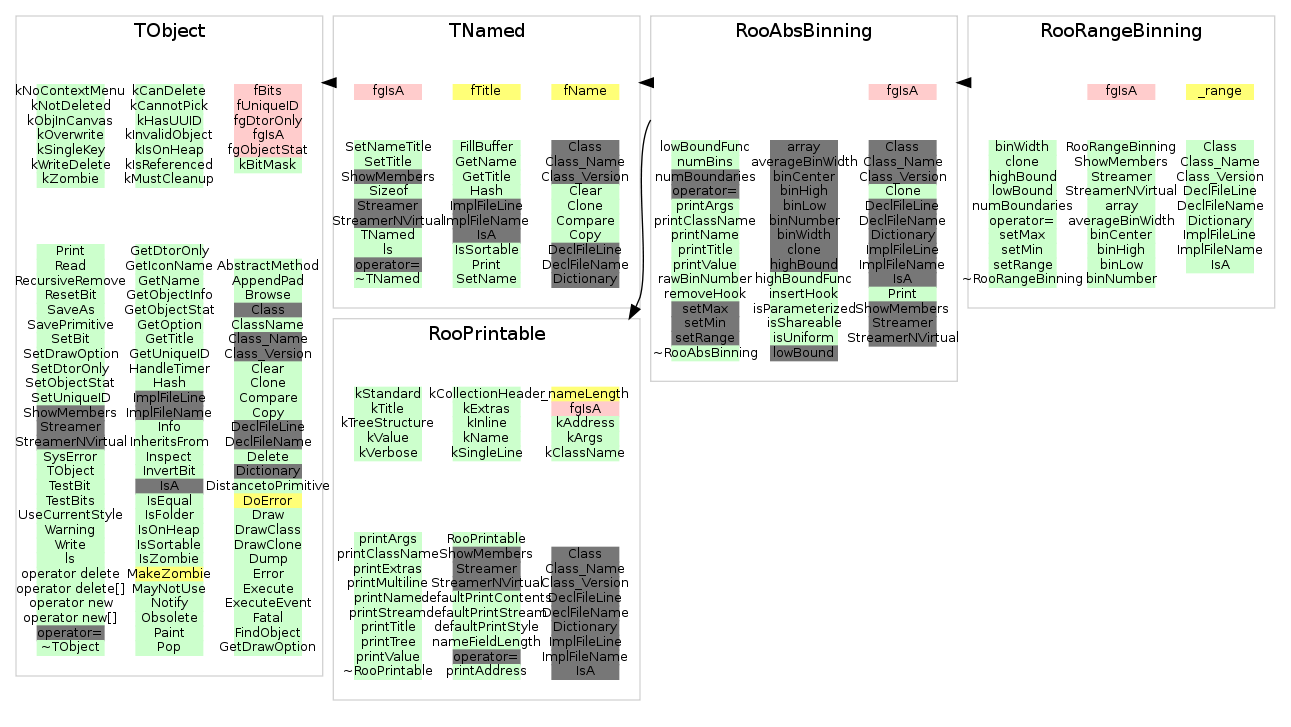 TObject
kNoContextMenu kCanDelete fBits
kNotDeleted kCannotPick fUniqueID
kObjInCanvas kHasUUID fgDtorOnly
kOverwrite kInvalidObject fgIsA
kSingleKey kIsOnHeap fgObjectStat
kWriteDelete kIsReferenced kBitMask
kZombie kMustCleanup
Print GetDtorOnly
Read GetIconName AbstractMethod
RecursiveRemove GetName AppendPad
ResetBit GetObjectInfo Browse
SaveAs GetObjectStat Class
SavePrimitive GetOption ClassName
SetBit GetTitle Class_Name
SetDrawOption GetUniqueID Class_Version
SetDtorOnly HandleTimer Clear
SetObjectStat Hash Clone
SetUniqueID ImplFileLine Compare
ShowMembers ImplFileName Copy
Streamer Info DeclFileLine
StreamerNVirtual InheritsFrom DeclFileName
SysError Inspect Delete
TObject InvertBit Dictionary
TestBit IsA DistancetoPrimitive
TestBits IsEqual DoError
UseCurrentStyle IsFolder Draw
Warning IsOnHeap DrawClass
Write IsSortable DrawClone
ls IsZombie Dump
operator delete MakeZombie Error
operator delete[] MayNotUse Execute
operator new Notify ExecuteEvent
operator new[] Obsolete Fatal
operator= Paint FindObject
~TObject Pop GetDrawOption
TNamed
fgIsA fTitle fName
SetNameTitle FillBuffer Class
SetTitle GetName Class_Name
ShowMembers GetTitle Class_Version
Sizeof Hash Clear
Streamer ImplFileLine Clone
StreamerNVirtual ImplFileName Compare
TNamed IsA Copy
ls IsSortable DeclFileLine
operator= Print DeclFileName
~TNamed SetName Dictionary
RooPrintable
kStandard kCollectionHeader _nameLength
kTitle kExtras fgIsA
kTreeStructure kInline kAddress
kValue kName kArgs
kVerbose kSingleLine kClassName
printArgs RooPrintable
printClassName ShowMembers Class
printExtras Streamer Class_Name
printMultiline StreamerNVirtual Class_Version
printName defaultPrintContents DeclFileLine
printStream defaultPrintStream DeclFileName
printTitle defaultPrintStyle Dictionary
printTree nameFieldLength ImplFileLine
printValue operator= ImplFileName
~RooPrintable printAddress IsA
RooAbsBinning
fgIsA
lowBoundFunc array Class
numBins averageBinWidth Class_Name
numBoundaries binCenter Class_Version
operator= binHigh Clone
printArgs binLow DeclFileLine
printClassName binNumber DeclFileName
printName binWidth Dictionary
printTitle clone ImplFileLine
printValue highBound ImplFileName
rawBinNumber highBoundFunc IsA
removeHook insertHook Print
setMax isParameterized ShowMembers
setMin isShareable Streamer
setRange isUniform StreamerNVirtual
~RooAbsBinning lowBound
RooRangeBinning
fgIsA _range
binWidth RooRangeBinning Class
clone ShowMembers Class_Name
highBound Streamer Class_Version
lowBound StreamerNVirtual DeclFileLine
numBoundaries array DeclFileName
operator= averageBinWidth Dictionary
setMax binCenter ImplFileLine
setMin binHigh ImplFileName
setRange binLow IsA
~RooRangeBinning binNumber